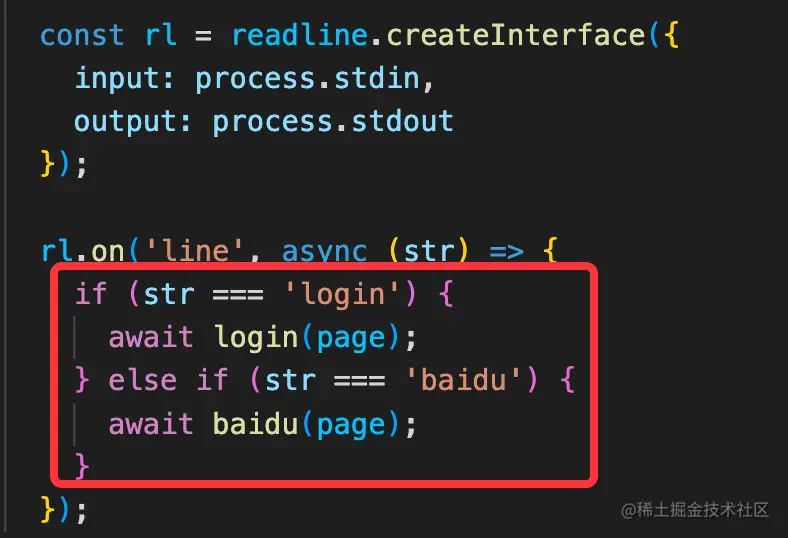 const rl = readline.createInterface({
  input: process.stdin,
  output: process.stdout
});
rl.on('line', async (str) => {
  if (str === 'login') {
    await login(page);
  } else if (str === 'baidu') {
    await baidu(page);
  }
});
@稀土掘金技术社区